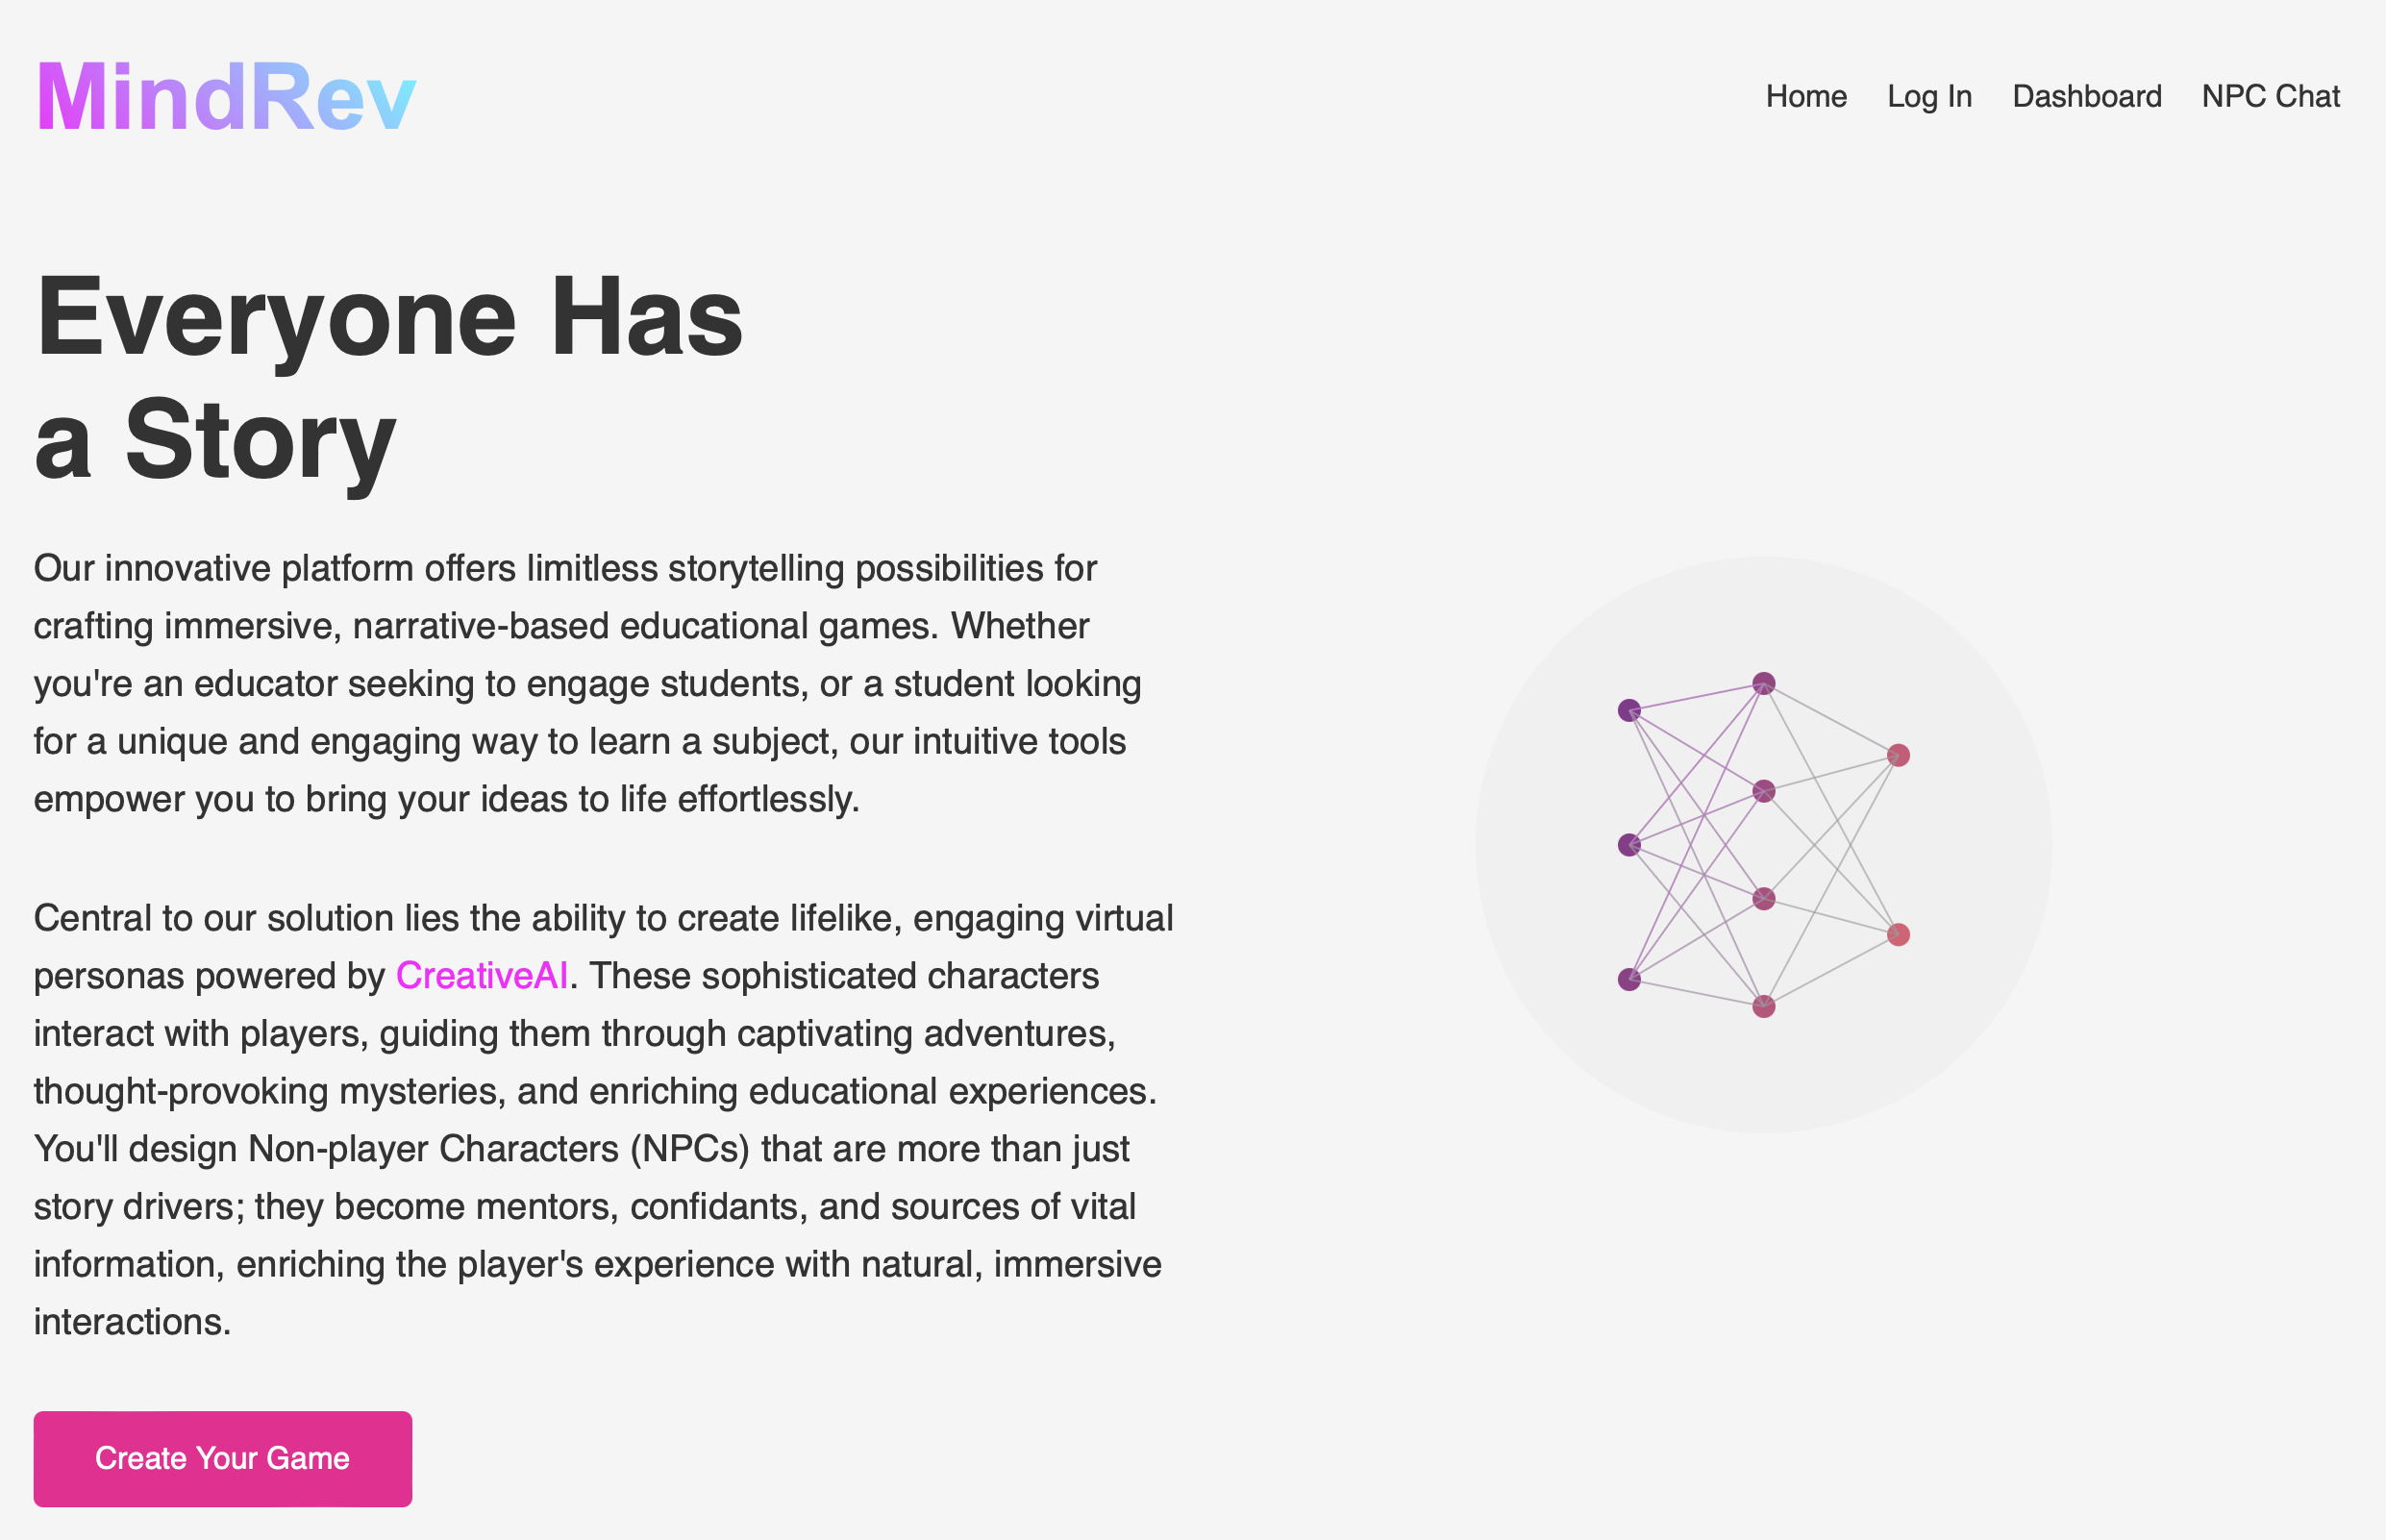 MindRev
Home Log In Dashboard NPC Chat
Everyone Has
a Story
Our innovative platform offers limitless storytelling possibilities for
crafting immersive, narrative-based educational games. Whether
you're an educator seeking to engage students, or a student looking
for a unique and engaging way to learn a subject, our intuitive tools
empower you to bring your ideas to life effortlessly.
Central to our solution lies the ability to create lifelike, engaging virtual
personas powered by CreativeAI. These sophisticated characters
interact with players, guiding them through captivating adventures,
thought-provoking mysteries, and enriching educational experiences.
You'll design Non-player Characters (NPCs) that are more than just
story drivers; they become mentors, confidants, and sources of vital
information, enriching the player's experience with natural, immersive
interactions.
Create Your Game